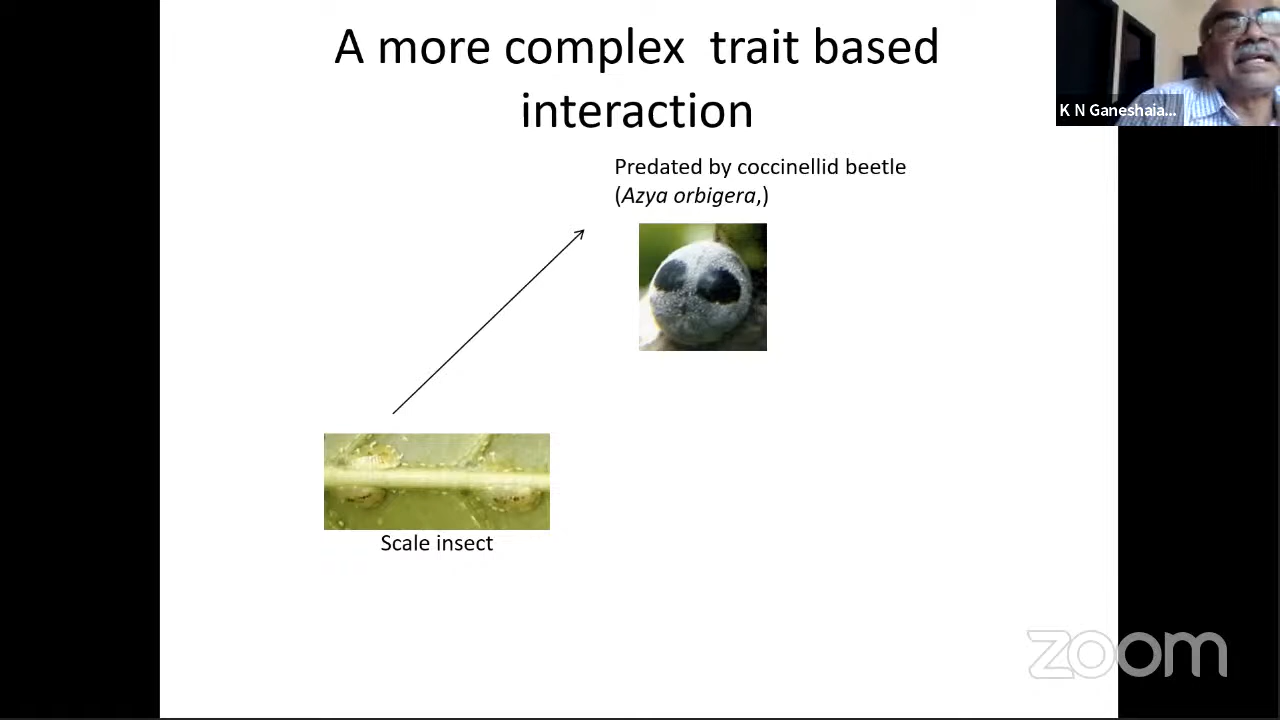 A more complex  trait based
interaction
K N Ganeshaia...
Predated by coccinellid beetle
(Azya orbigera,)
Scale insect
zoom